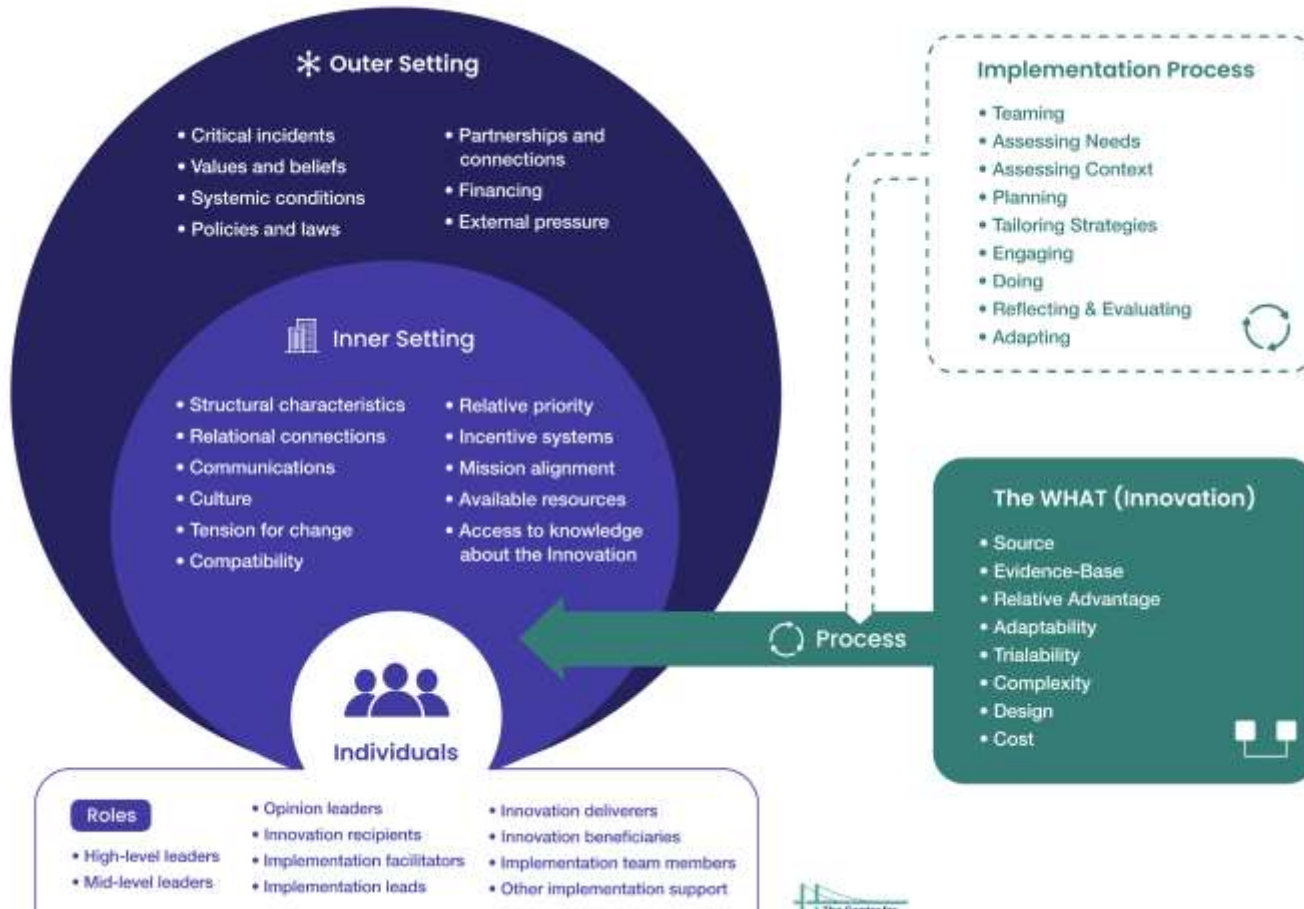 Outer Setting
• Critical incidents
• Values and beliefs
• Systemic conditions
• Policies and laws
• Partnerships and
connections
• Financing
• External pressure
Inner Setting
• Structural characteristics
• Relational connections
• Communications
• Culture
• Tension for change
• Compatibility
• Relative priority
• Incentive systems
• Mission alignment
• Available resources
• Access to knowledge
about the Innovation
Individuals
Roles
• High-level leaders
• Mid-level leaders
• Opinion leaders
• Innovation recipients
• Implementation facilitators
• Implementation leads
• Innovation deliverers
• Innovation beneficiaries
• Implementation team members
• Other implementation support
Implementation Process
• Teaming
• Assessing Needs
• Assessing Context
• Planning
• Tailoring Strategies
• Engaging
• Doing
• Reflecting & Evaluating
• Adapting
Process
The WHAT (Innovation)
• Source
• Evidence-Base
• Relative Advantage
• Adaptability
• Trialability
• Complexity
• Design
• Cost
The Center for